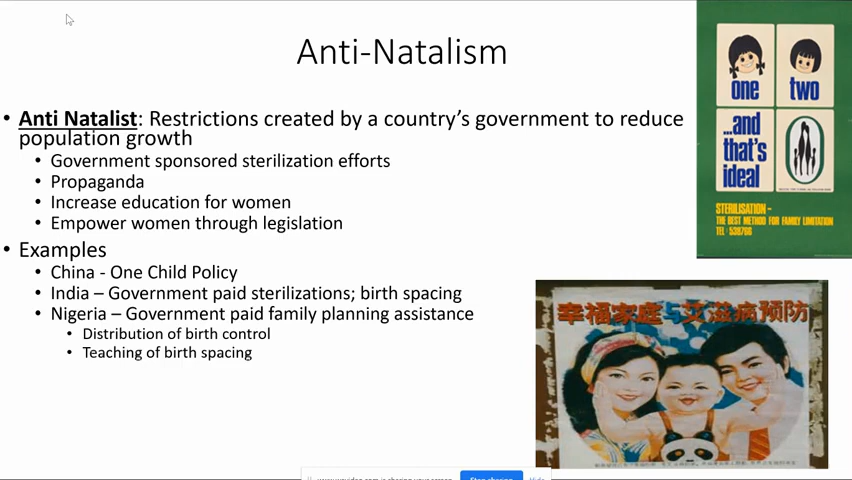 Anti-Natalism
• Anti Natalist: Restrictions created by a country's government to reduce
population growth
• Government sponsored sterilization efforts
• Propaganda
• Increase education for women
• Empower women through legislation
• Examples
• China - One Child Policy
• India – Government paid sterilizations; birth spacing
• Nigeria – Government paid family planning assistance
• Distribution of birth control
• Teaching of birth spacing
one
two
...and
that's
ideal
STERILISATION –
THE BEST METHOD FOR FAMILY LIMITATION
幸福家庭与艾滋病预防
Stop sharing
Hide